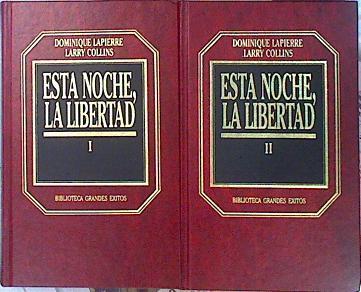 DOMINIQUE LAPIERRE
LARRY COLLINS
ESTA NOCHE,
LA LIBERTAD
I
BIBLIOTECA GRANDES EXITOS
DOMINIQUE LAPIERRE
LARRY COLLINS
ESTA NOCHE,
LA LIBERTAD
II
BIBLIOTECA GRANDES EXITOS